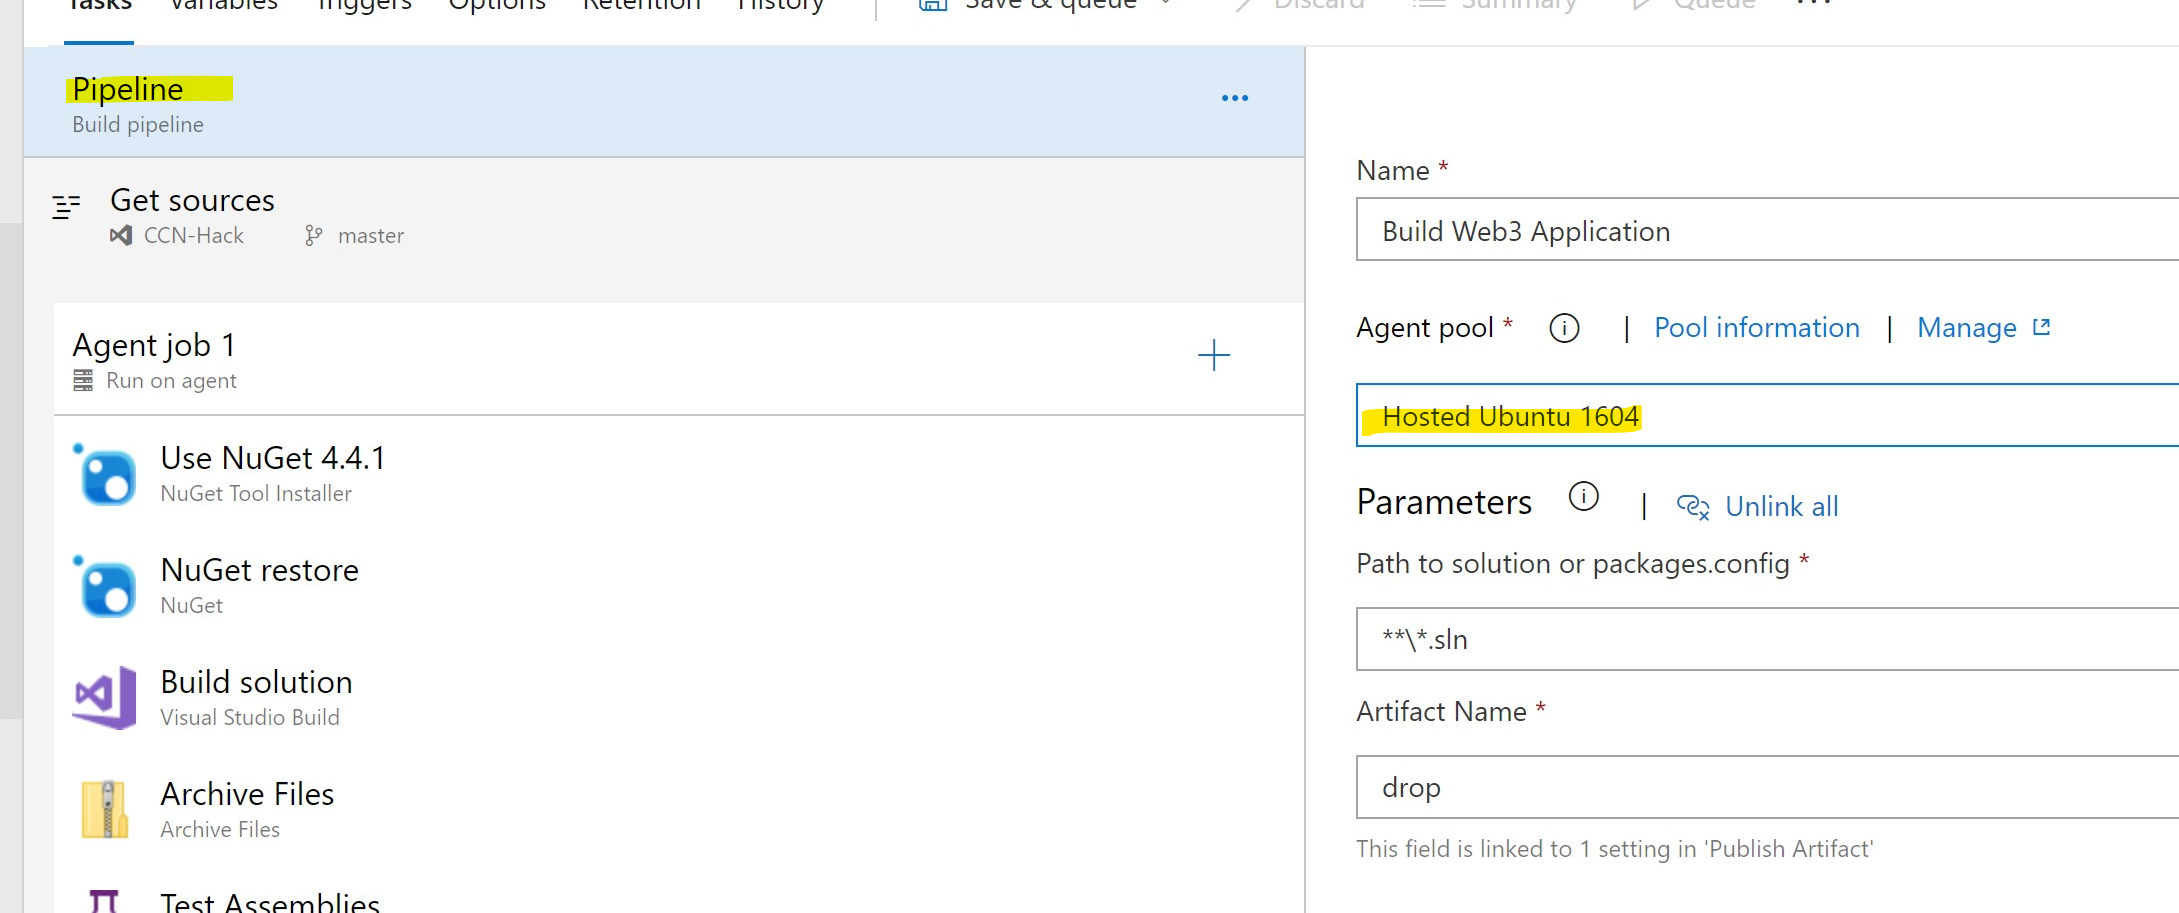 Tasks Variables Triggers Options Retention History Save & queue Discard Summary Queue
Pipeline
Build pipeline
Get sources
CCN-Hack master
Agent job 1
Run on agent
Use NuGet 4.4.1
NuGet Tool Installer
NuGet restore
NuGet
Build solution
Visual Studio Build
Archive Files
Archive Files
Test Assemblies
Name *
Build Web3 Application
Agent pool * | Pool information | Manage
Hosted Ubuntu 1604
Parameters | Unlink all
Path to solution or packages.config *
**\*.sln
Artifact Name *
drop
This field is linked to 1 setting in 'Publish Artifact'